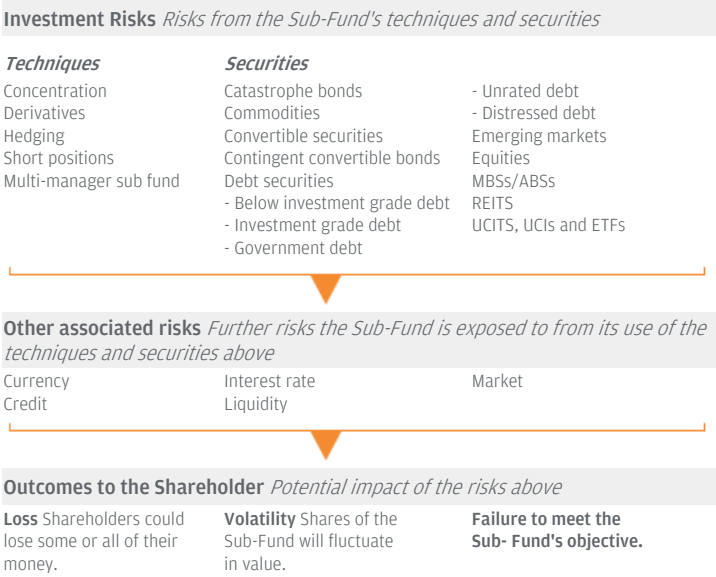 Investment Risks Risks from the Sub-Fund's techniques and securities
Techniques
Concentration
Derivatives
Hedging
Short positions
Multi-manager sub fund
Securities
Catastrophe bonds
Commodities
Convertible securities
Contingent convertible bonds
Debt securities
- Below investment grade debt
- Investment grade debt
- Government debt
- Unrated debt
- Distressed debt
Emerging markets
Equities
MBSs/ABSs
REITS
UCITS, UCIs and ETFs
Other associated risks Further risks the Sub-Fund is exposed to from its use of the
techniques and securities above
Currency
Credit
Interest rate
Liquidity
Market
Outcomes to the Shareholder Potential impact of the risks above
Loss Shareholders could
lose some or all of their
money.
Volatility Shares of the
Sub-Fund will fluctuate
in value.
Failure to meet the
Sub- Fund's objective.